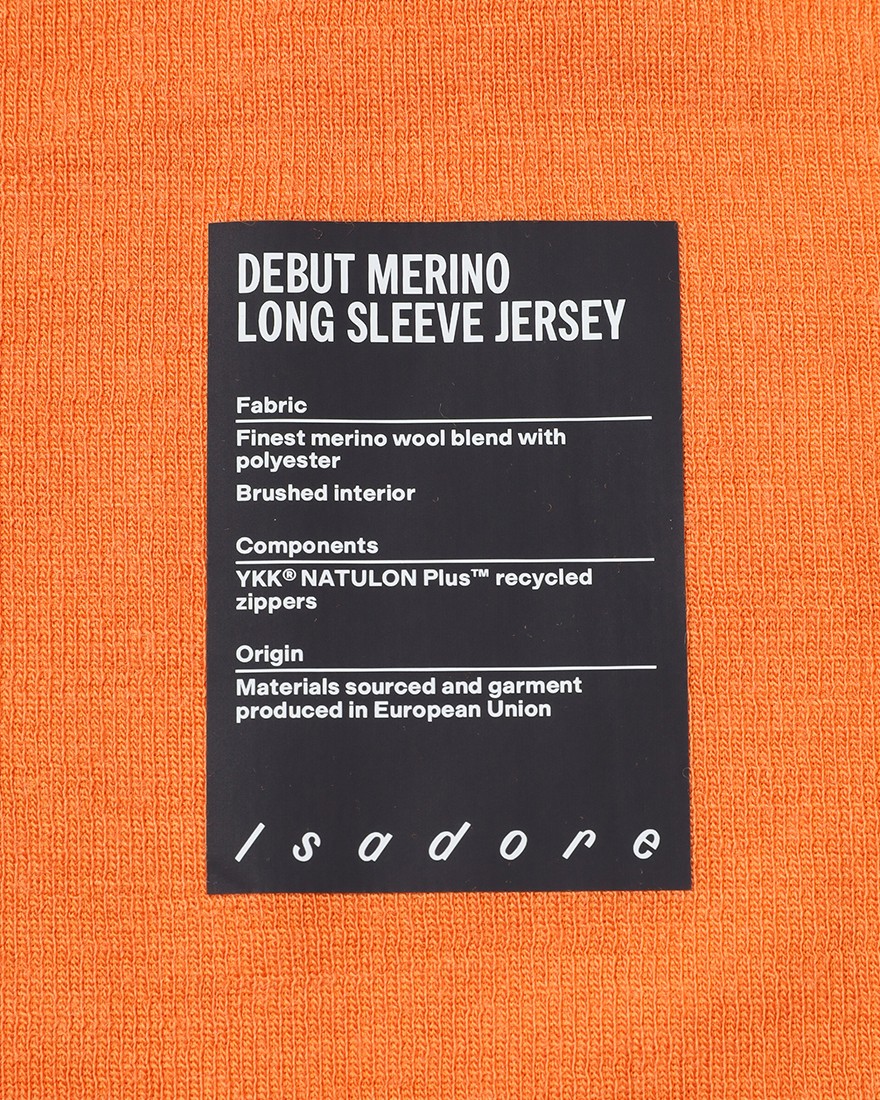 DEBUT MERINO
LONG SLEEVE JERSEY
Fabric
Finest merino wool blend with
polyester
Brushed interior
Components
YKK® NATULON Plus™ recycled
zippers
Origin
Materials sourced and garment
produced in European Union
Isadore